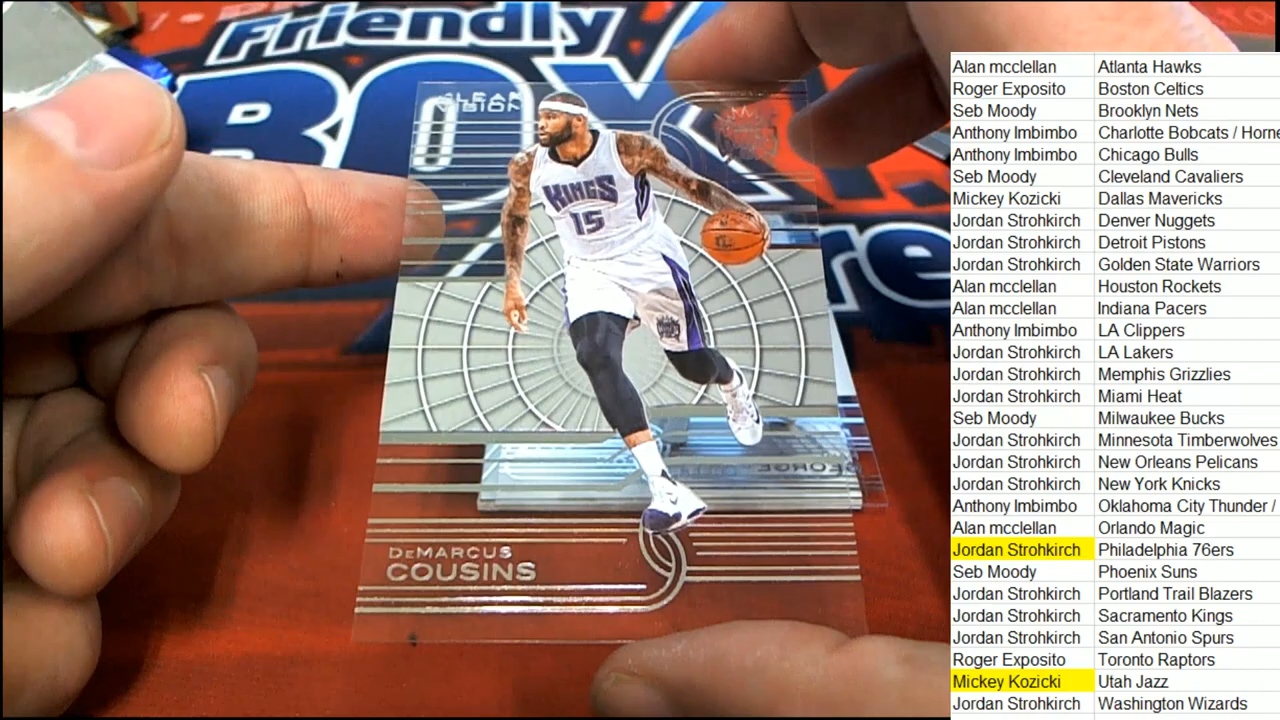 Friendly
BOX
CLEAR
VISION
KINGS
15
DeMARCUS
COUSINS
GEORGE
Alan mcclellan Atlanta Hawks
Roger Exposito Boston Celtics
Seb Moody Brooklyn Nets
Anthony Imbimbo Charlotte Bobcats / Horne
Anthony Imbimbo Chicago Bulls
Seb Moody Cleveland Cavaliers
Mickey Kozicki Dallas Mavericks
Jordan Strohkirch Denver Nuggets
Jordan Strohkirch Detroit Pistons
Jordan Strohkirch Golden State Warriors
Alan mcclellan Houston Rockets
Alan mcclellan Indiana Pacers
Anthony Imbimbo LA Clippers
Jordan Strohkirch LA Lakers
Jordan Strohkirch Memphis Grizzlies
Jordan Strohkirch Miami Heat
Seb Moody Milwaukee Bucks
Jordan Strohkirch Minnesota Timberwolves
Jordan Strohkirch New Orleans Pelicans
Jordan Strohkirch New York Knicks
Anthony Imbimbo Oklahoma City Thunder /
Alan mcclellan Orlando Magic
Jordan Strohkirch Philadelphia 76ers
Seb Moody Phoenix Suns
Jordan Strohkirch Portland Trail Blazers
Jordan Strohkirch Sacramento Kings
Jordan Strohkirch San Antonio Spurs
Roger Exposito Toronto Raptors
Mickey Kozicki Utah Jazz
Jordan Strohkirch Washington Wizards